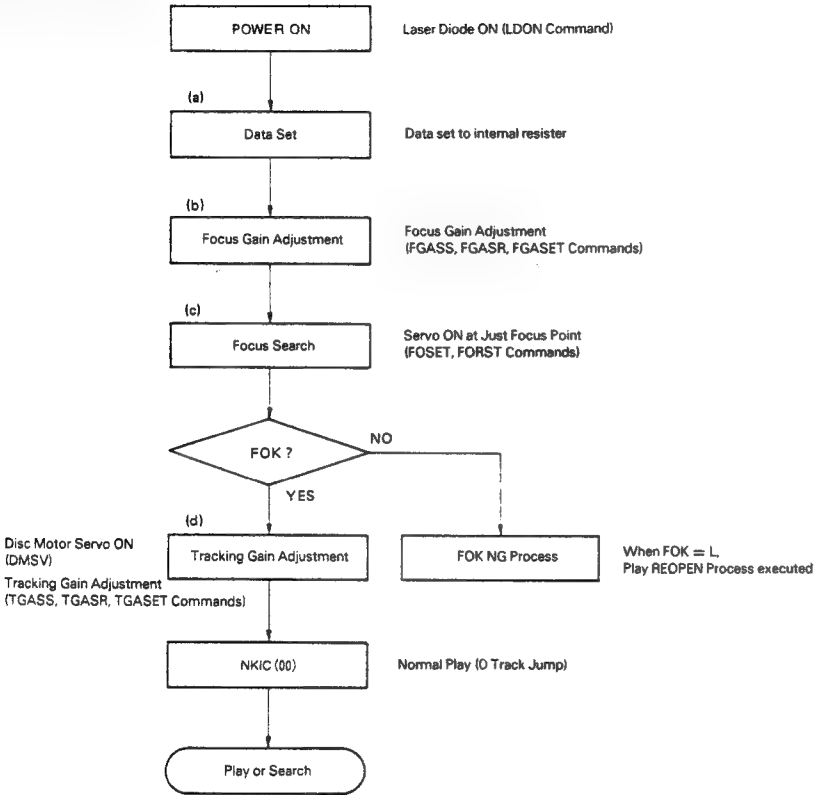 POWER ON
Laser Diode ON (LDON Command)
(a)
Data Set
Data set to internal resister
(b)
Focus Gain Adjustment
Focus Gain Adjustment
(FGASS, FGASR, FGASET Commands)
(c)
Focus Search
Servo ON at Just Focus Point
(FOSET, FORST Commands)
FOK ?
NO
YES
(d)
Disc Motor Servo ON
(DMSV)
Tracking Gain Adjustment
(TGASS, TGASR, TGASET Commands)
Tracking Gain Adjustment
FOK NG Process
When FOK = L,
Play REOPEN Process executed
NKIC (00)
Normal Play (0 Track Jump)
Play or Search